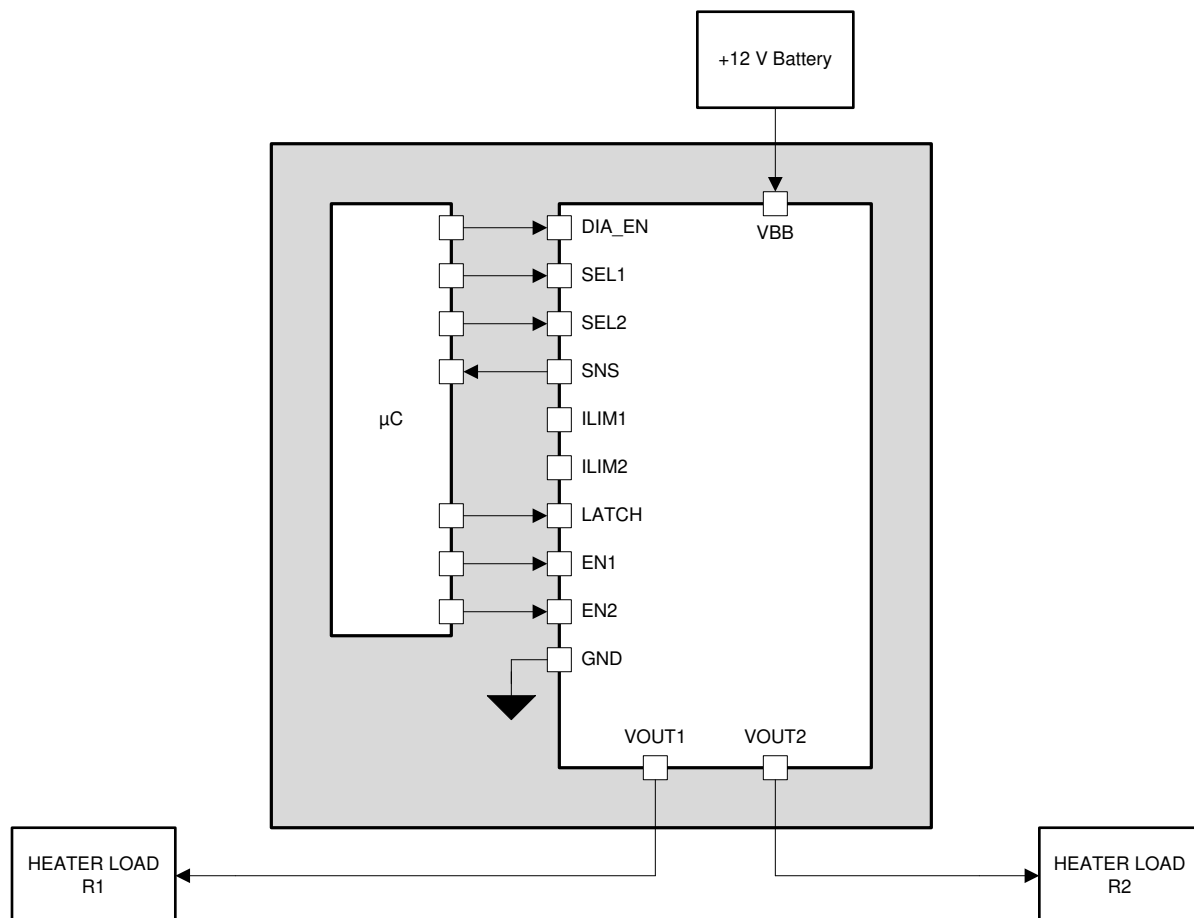 +12 V Battery
VBB
DIA_EN
SEL1
SEL2
SNS
ILIM1
µC
ILIM2
LATCH
EN1
EN2
GND
VOUT1
VOUT2
HEATER LOAD
R1
HEATER LOAD
R2